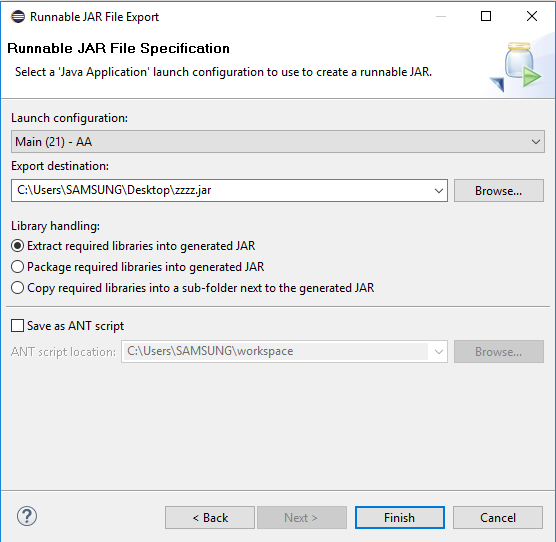 Runnable JAR File Export
Runnable JAR File Specification
Select a 'Java Application' launch configuration to use to create a runnable JAR.
Launch configuration:
Main (21) - AA
Export destination:
C:\Users\SAMSUNG\Desktop\zzzz.jar
Browse...
Library handling:
Extract required libraries into generated JAR
Package required libraries into generated JAR
Copy required libraries into a sub-folder next to the generated JAR
Save as ANT script
ANT script location:
C:\Users\SAMSUNG\workspace
Browse...
?
< Back
Next >
Finish
Cancel